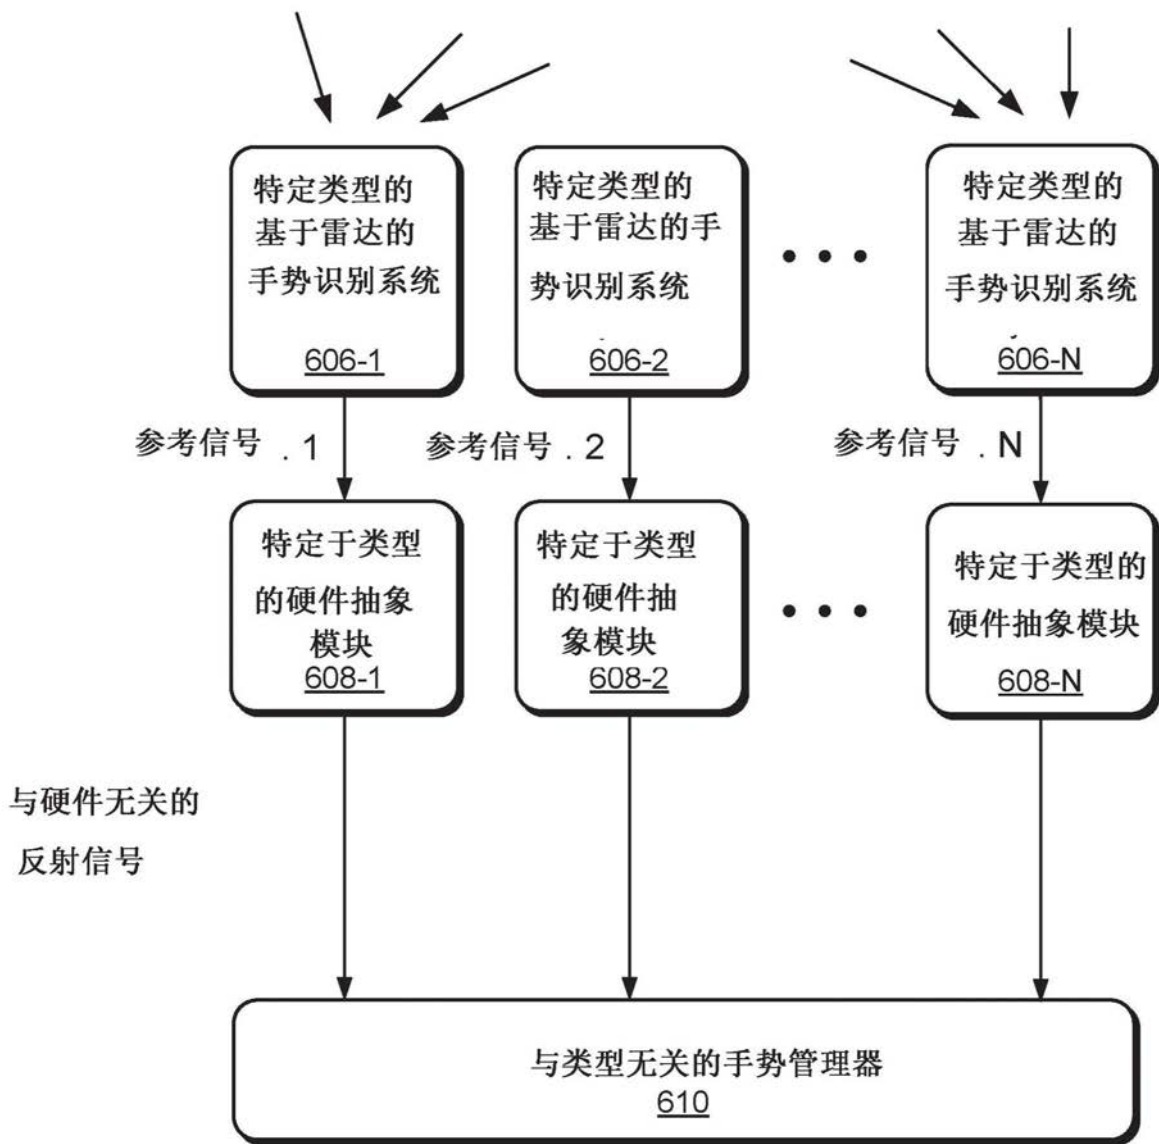 特定类型的
基于雷达的
手势识别系统
606-1
特定类型的
基于雷达的手
势识别系统
606-2
特定类型的
基于雷达的
手势识别系统
606-N
参考信号 . 1
参考信号 . 2
参考信号 . N
特定于类型
的硬件抽象
模块
608-1
特定于类型
的硬件抽
象模块
608-2
特定于类型的
硬件抽象模块
608-N
与硬件无关的
反射信号
与类型无关的手势管理器
610